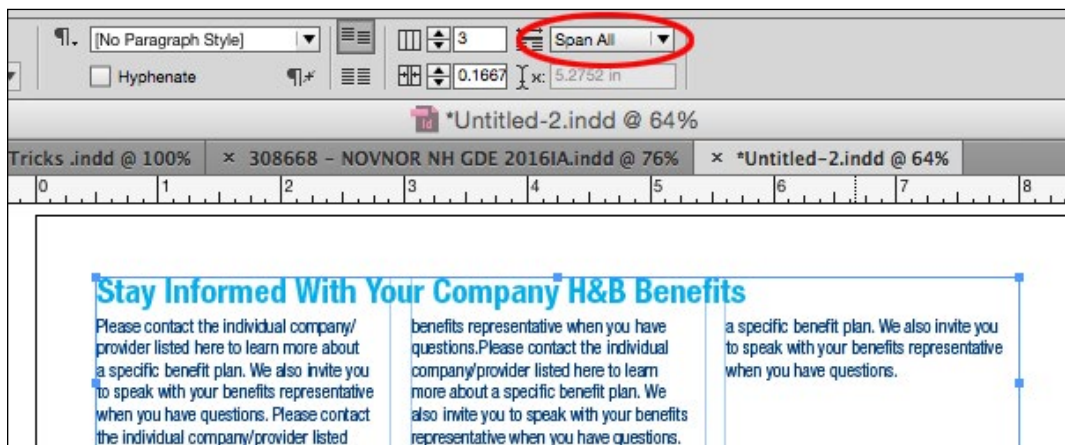 [No Paragraph Style]
3
Span All
Hyphenate
0.1667
x: 5.2752 in
*Untitled-2.indd @ 64%
Tricks .indd @ 100%
× 308668 - NOVNOR NH GDE 2016IA.indd @ 76%
× *Untitled-2.indd @ 64%
0 1 2 3 4 5 6 7 8
Stay Informed With Your Company H&B Benefits
Please contact the individual company/
provider listed here to learn more about
a specific benefit plan. We also invite you
to speak with your benefits representative
when you have questions. Please contact
the individual company/provider listed
benefits representative when you have
questions.Please contact the individual
company/provider listed here to learn
more about a specific benefit plan. We
also invite you to speak with your benefits
representative when you have questions.
a specific benefit plan. We also invite you
to speak with your benefits representative
when you have questions.